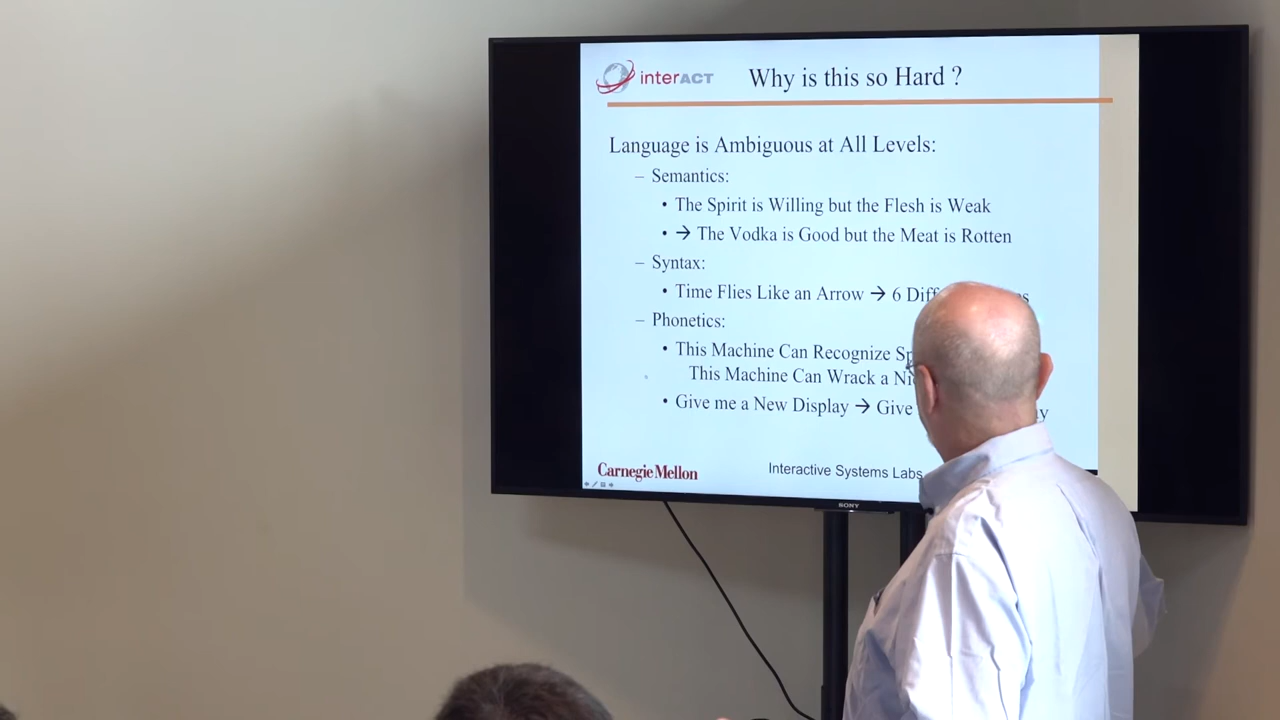 interACT
Why is this so Hard ?
Language is Ambiguous at All Levels:
– Semantics:
• The Spirit is Willing but the Flesh is Weak
• → The Vodka is Good but the Meat is Rotten
– Syntax:
• Time Flies Like an Arrow → 6
– Phonetics:
• This Machine Can Recognize
This Machine Can Wrack a
• Give me a New Display → Give
Carnegie Mellon
Interactive Systems Labs
SONY